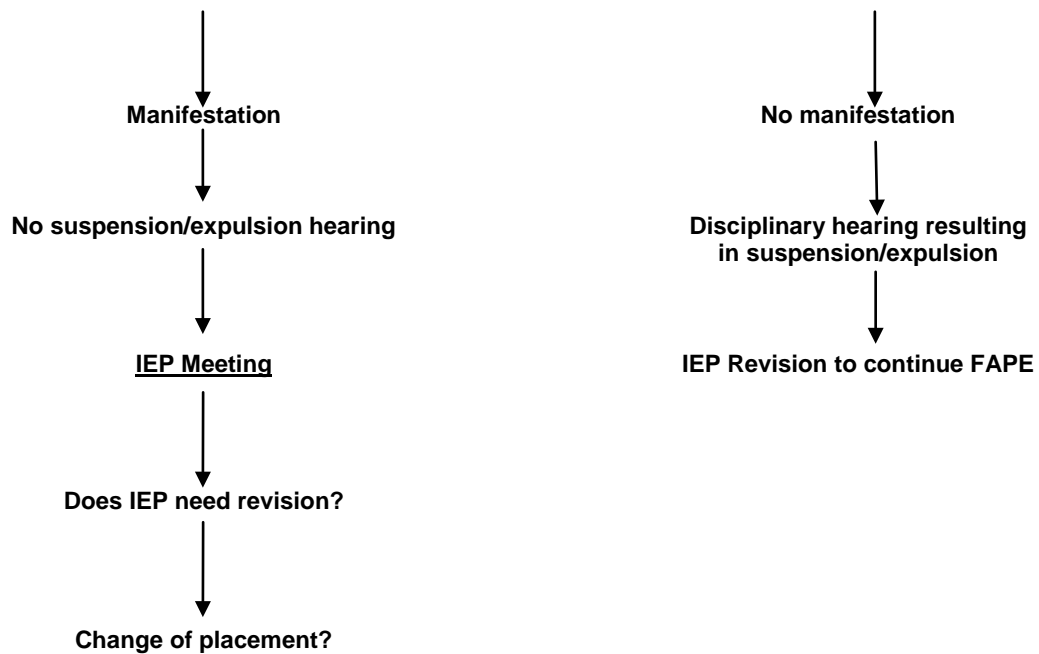 Manifestation
No suspension/expulsion hearing
IEP Meeting
Does IEP need revision?
Change of placement?
No manifestation
Disciplinary hearing resulting
in suspension/expulsion
IEP Revision to continue FAPE